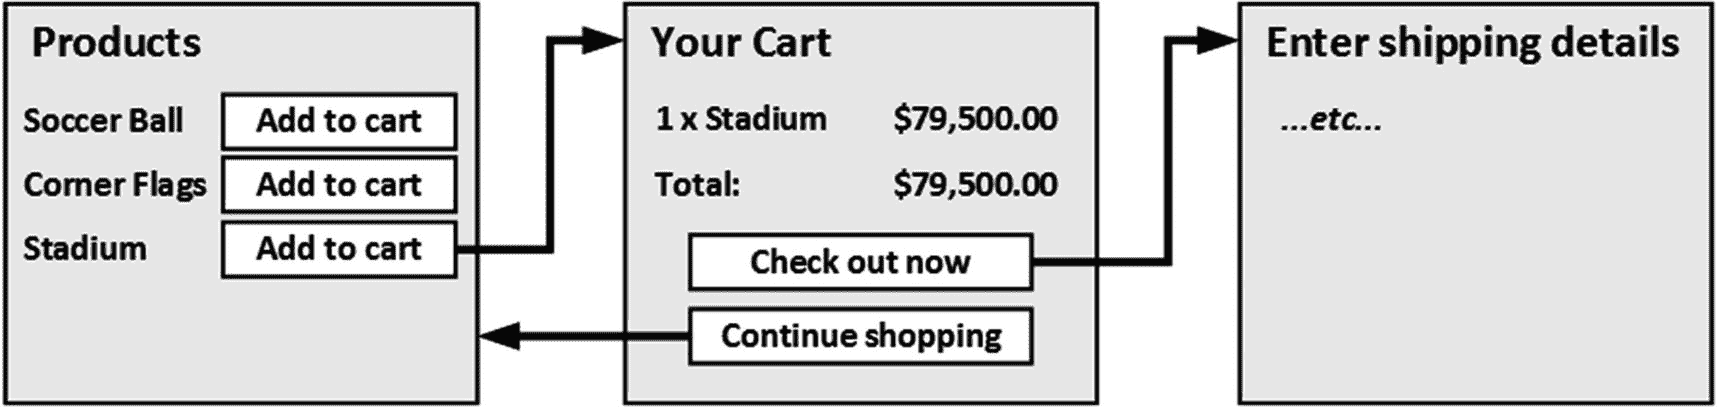 Products
Soccer Ball Add to cart
Corner Flags Add to cart
Stadium Add to cart
Your Cart
1 x Stadium $79,500.00
Total: $79,500.00
Check out now
Continue shopping
Enter shipping details
...etc...